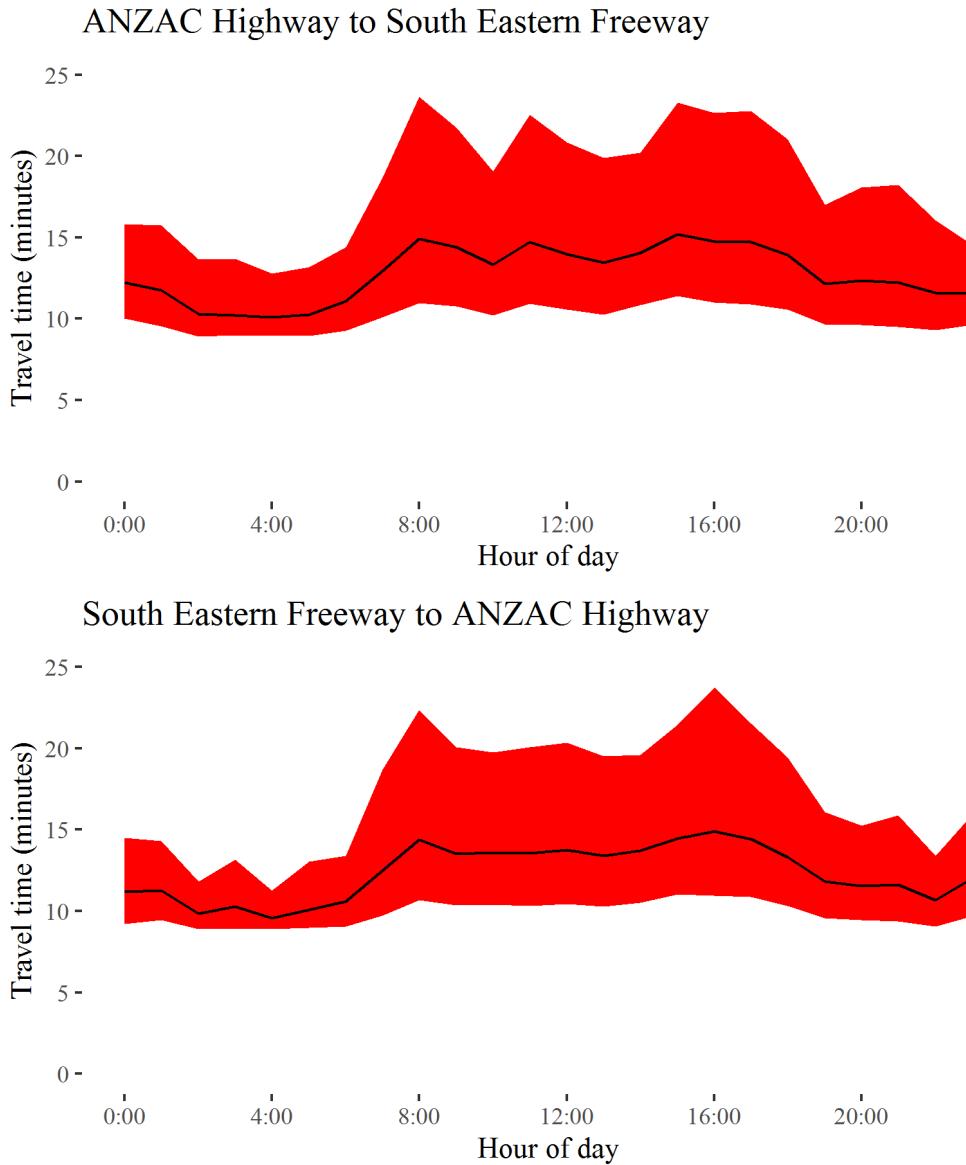 ANZAC Highway to South Eastern Freeway
25
20
15
10
5
0
Travel time (minutes)
0:00 4:00 8:00 12:00 16:00 20:00
Hour of day
South Eastern Freeway to ANZAC Highway
25
20
15
10
5
0
Travel time (minutes)
0:00 4:00 8:00 12:00 16:00 20:00
Hour of day